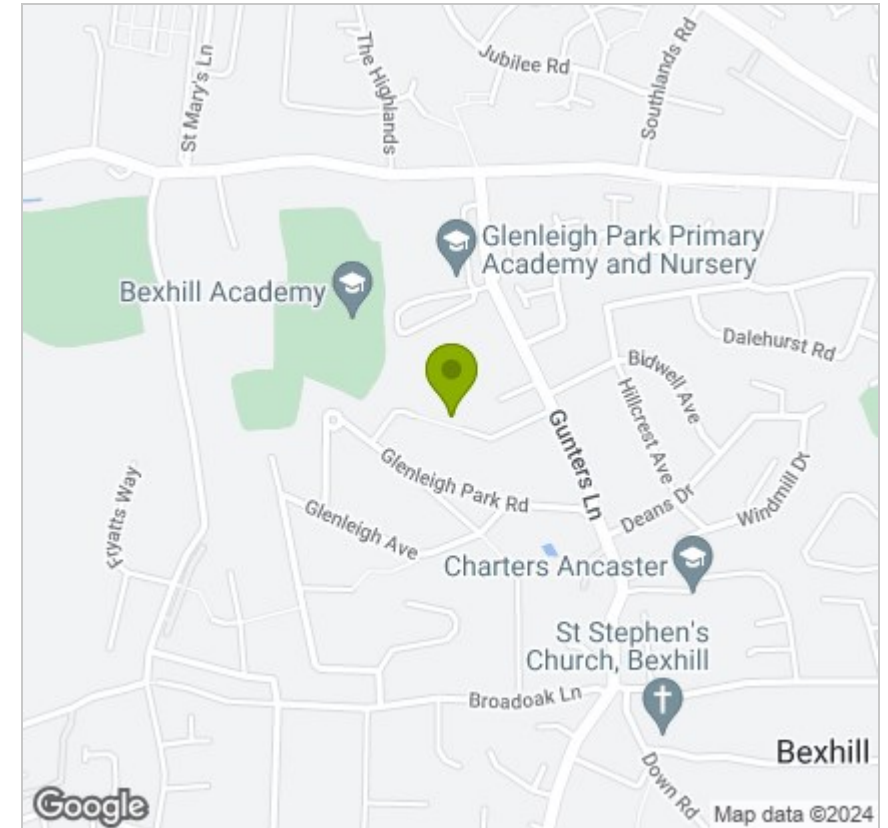 Jubilee Rd
The Highlands
St Mary's Ln
Southlands Rd
Glenleigh Park Primary
Academy and Nursery
Bexhill Academy
Dalehurst Rd
Bidwell Ave
Hillcrest Ave
Gunters Ln
Glenleigh Park Rd
Deans Dr
Windmill Dr
Fryatts Way
Glenleigh Ave
Charters Ancaster
St Stephen's
Church, Bexhill
Broadoak Ln
Bexhill
Down Rd
Google
Map data ©2024